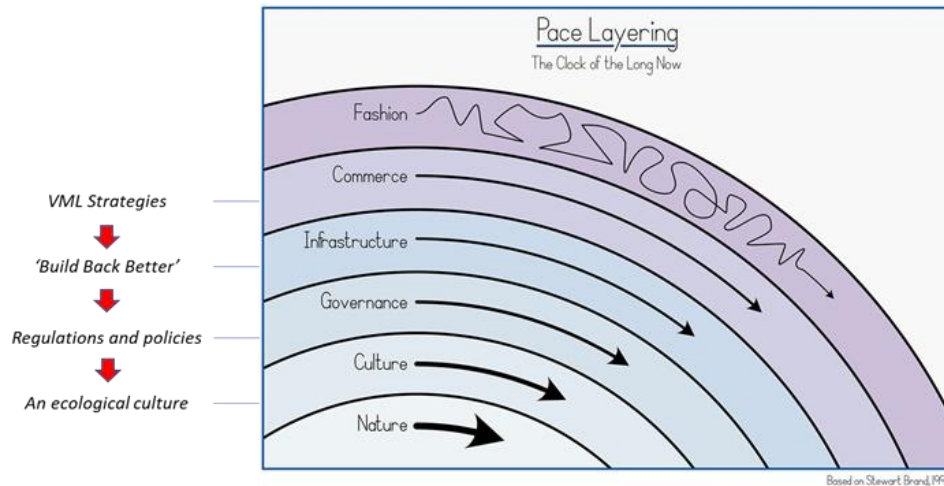 Pace Layering
The Clock of the Long Now
Fashion
Commerce
VML Strategies
Infrastructure
‘Build Back Better’
Governance
Regulations and policies
Culture
An ecological culture
Nature
Based on Stewart Brand,